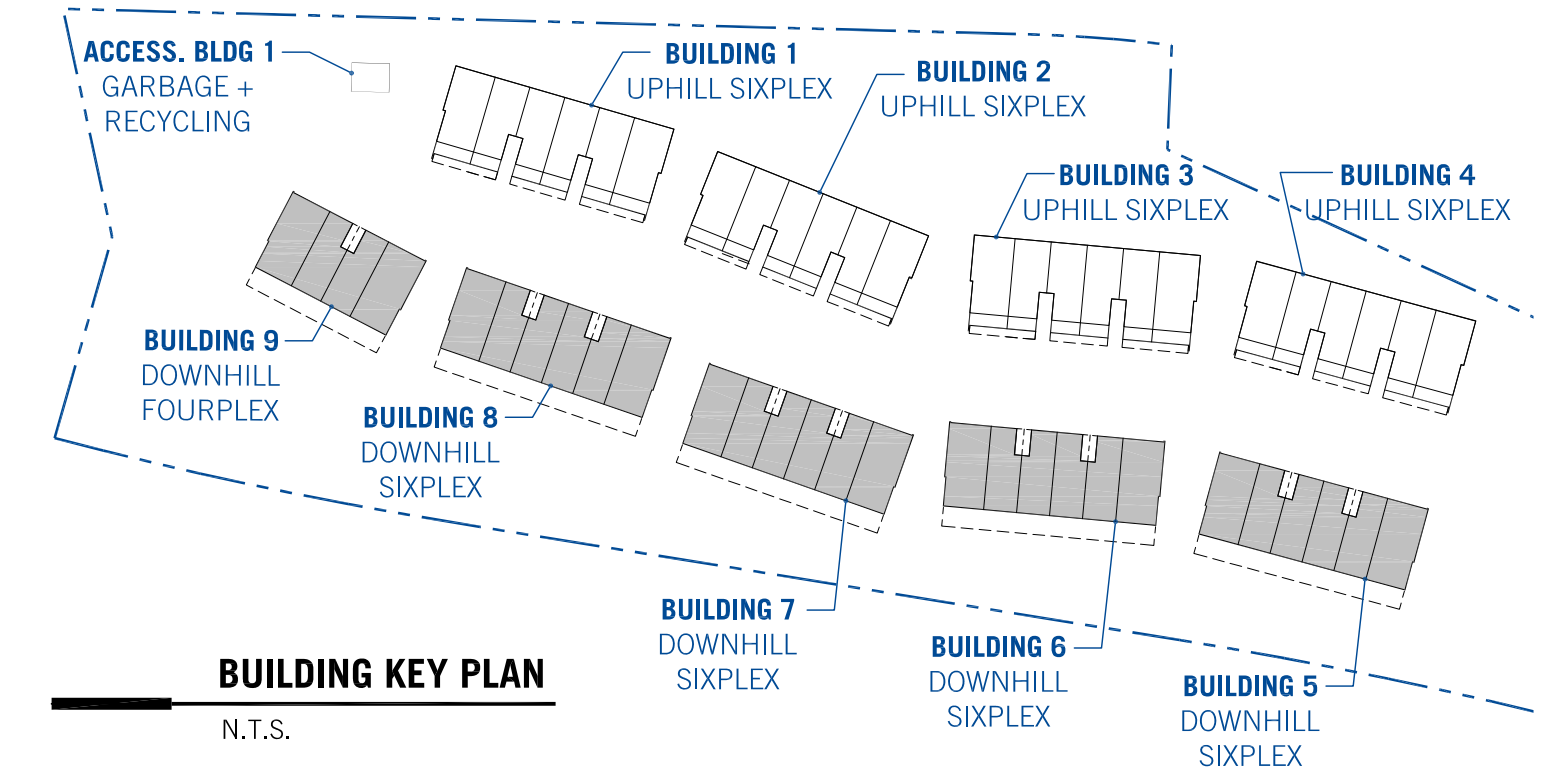 ACCESS. BLDG 1
GARBAGE +
RECYCLING
BUILDING 1
UPHILL SIXPLEX
BUILDING 2
UPHILL SIXPLEX
BUILDING 3
UPHILL SIXPLEX
BUILDING 4
UPHILL SIXPLEX
BUILDING 9
DOWNHILL
FOURPLEX
BUILDING 8
DOWNHILL
SIXPLEX
BUILDING 7
DOWNHILL
SIXPLEX
BUILDING 6
DOWNHILL
SIXPLEX
BUILDING 5
DOWNHILL
SIXPLEX
BUILDING KEY PLAN
N.T.S.